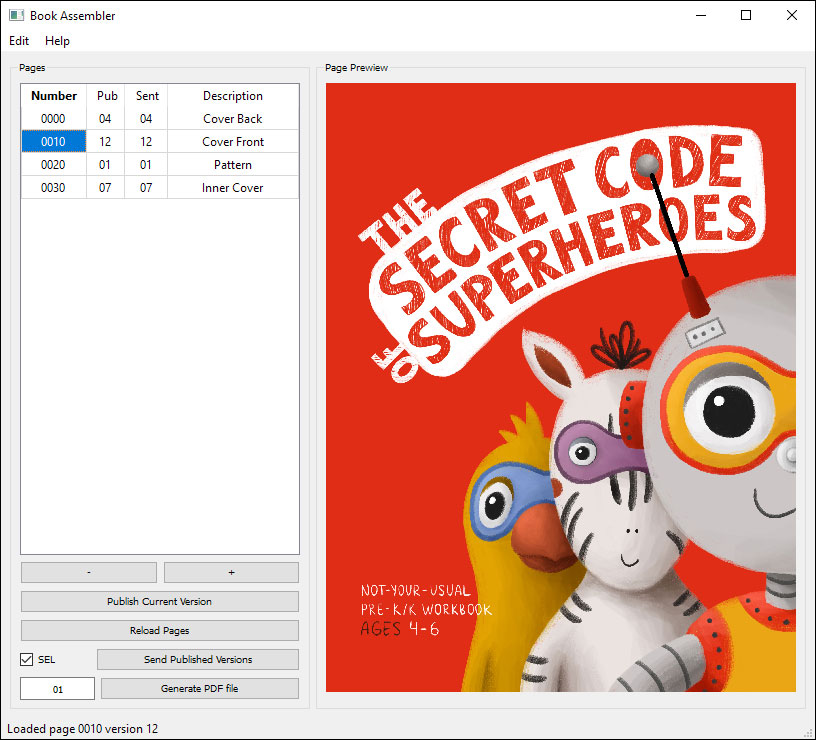 Book Assembler
Edit Help
Pages
Number Pub Sent Description
0000 04 04 Cover Back
0010 12 12 Cover Front
0020 01 01 Pattern
0030 07 07 Inner Cover
- +
Publish Current Version
Reload Pages
SEL Send Published Versions
01 Generate PDF file
Loaded page 0010 version 12
Page Preview
THE
SECRET CODE
OF SUPERHEROES
NOT-YOUR-USUAL
PRE-K/K WORKBOOK
AGES 4-6